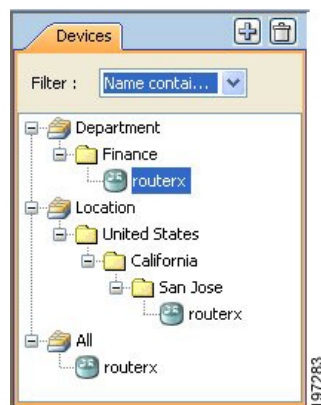 Devices
Filter : Name contai...
Department
Finance
routerx
Location
United States
California
San Jose
routerx
All
routerx
197283